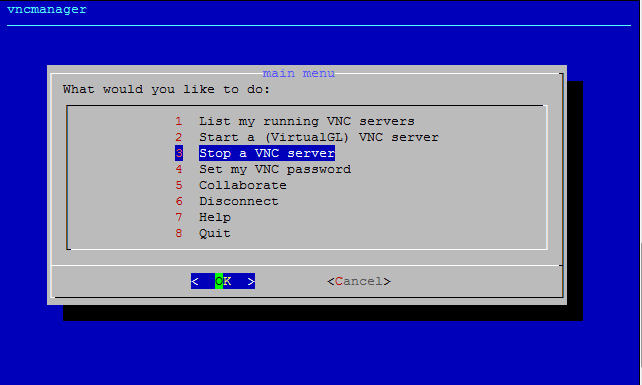 vncmanager
main menu
What would you like to do:
1 List my running VNC servers
2 Start a (VirtualGL) VNC server
3 Stop a VNC server
4 Set my VNC password
5 Collaborate
6 Disconnect
7 Help
8 Quit
< OK > <Cancel>